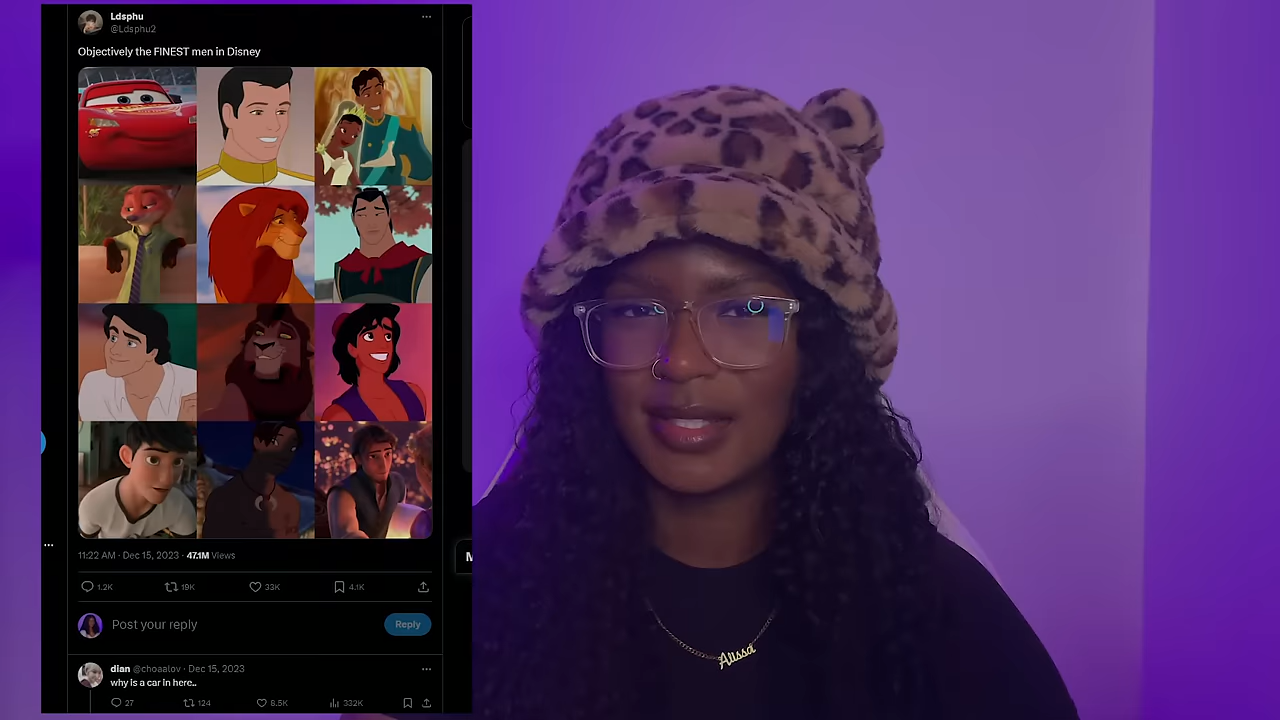 Ldsphu
@Ldsphu2
Objectively the FINEST men in Disney
11:22 AM · Dec 15, 2023 · 47.1M Views
1.2K 19K 33K 4.1K
Post your reply
Reply
dian @choaalov · Dec 15, 2023
why is a car in here..
27 124 8.5K 332K
M
Alissa